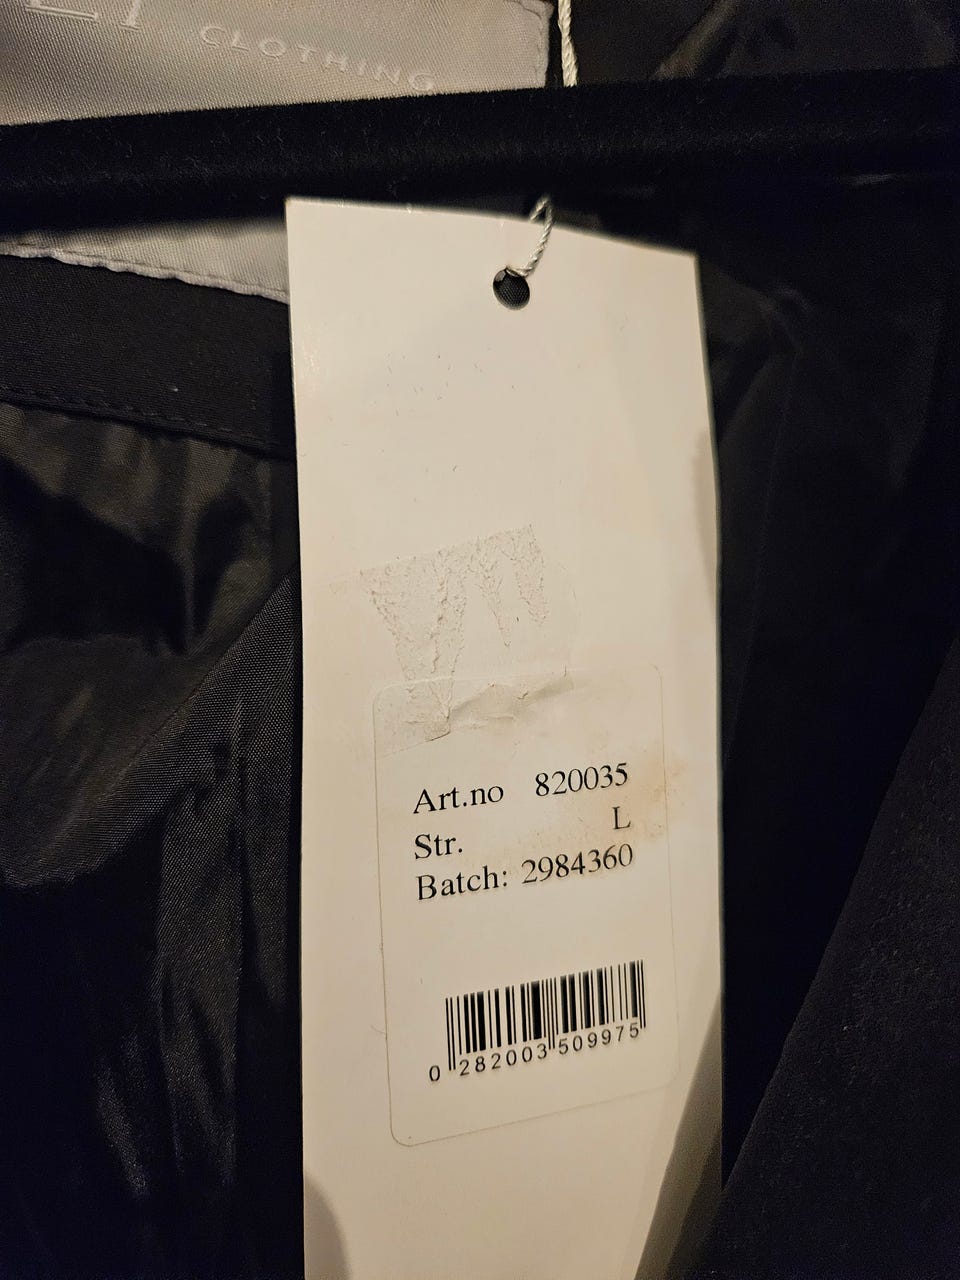 CLOTHING
Art.no 820035
Str. L
Batch: 2984360
0 282003 509975